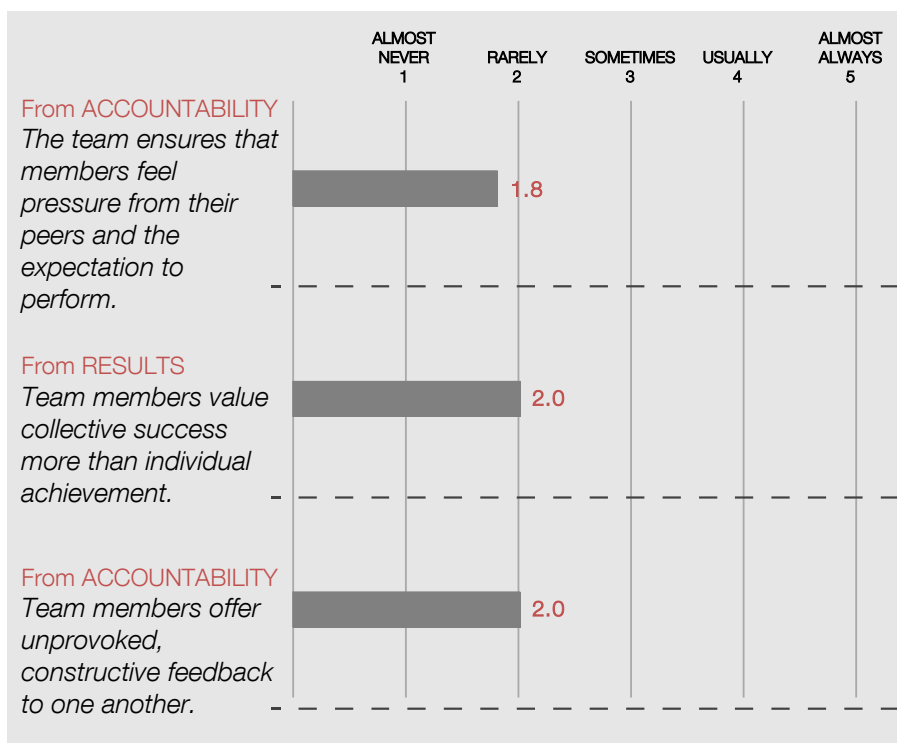 ALMOST
NEVER
1
RARELY
2
SOMETIMES
3
USUALLY
4
ALMOST
ALWAYS
5
From ACCOUNTABILITY
The team ensures that
members feel
pressure from their
peers and the
expectation to
perform.
1.8
From RESULTS
Team members value
collective success
more than individual
achievement.
2.0
From ACCOUNTABILITY
Team members offer
unprovoked,
constructive feedback
to one another.
2.0